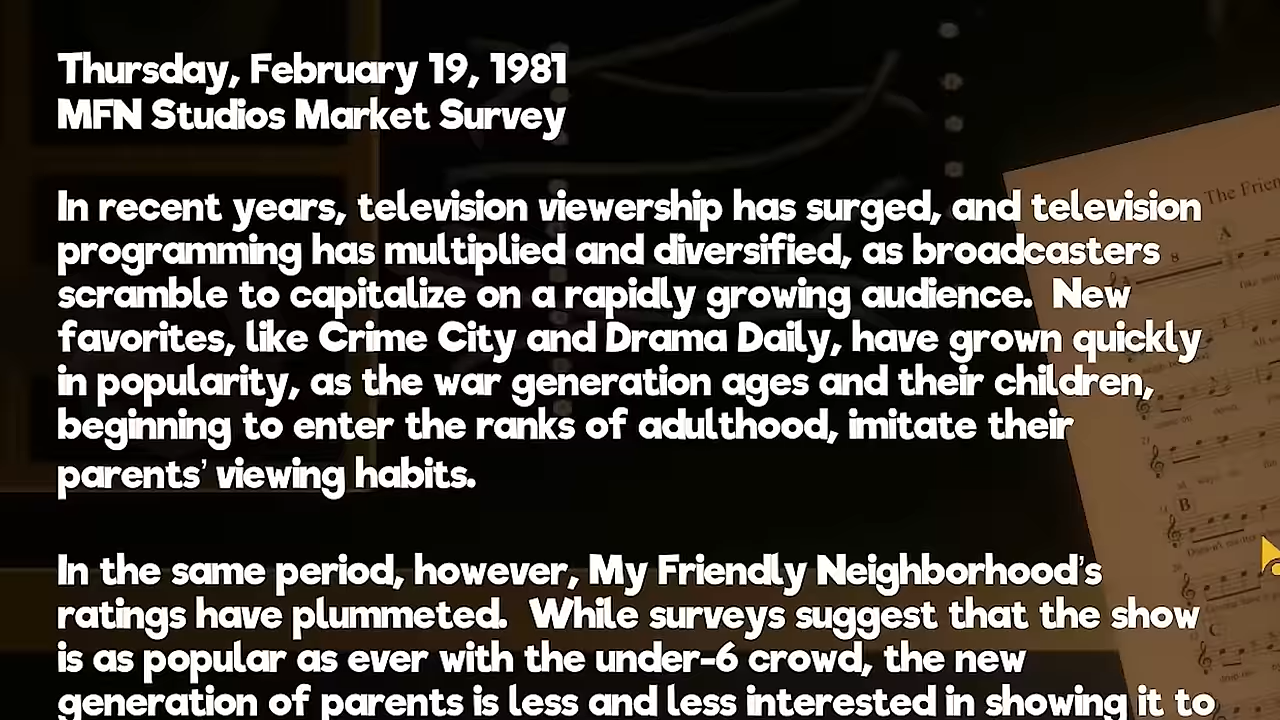 Thursday, February 19, 1981
MFN Studios Market Survey
In recent years, television viewership has surged, and television
programming has multiplied and diversified, as broadcasters
scramble to capitalize on a rapidly growing audience.  New
favorites, like Crime City and Drama Daily, have grown quickly
in popularity, as the war generation ages and their children,
beginning to enter the ranks of adulthood, imitate their
parents’ viewing habits.
In the same period, however, My Friendly Neighborhood’s
ratings have plummeted.  While surveys suggest that the show
is as popular as ever with the under-6 crowd, the new
generation of parents is less and less interested in showing it to
The
A
8
B
C